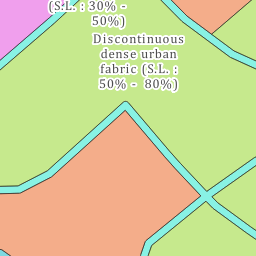 (S.L. : 30% -
50%)
Discontinuous
dense urban
fabric (S.L. :
50% -  80%)